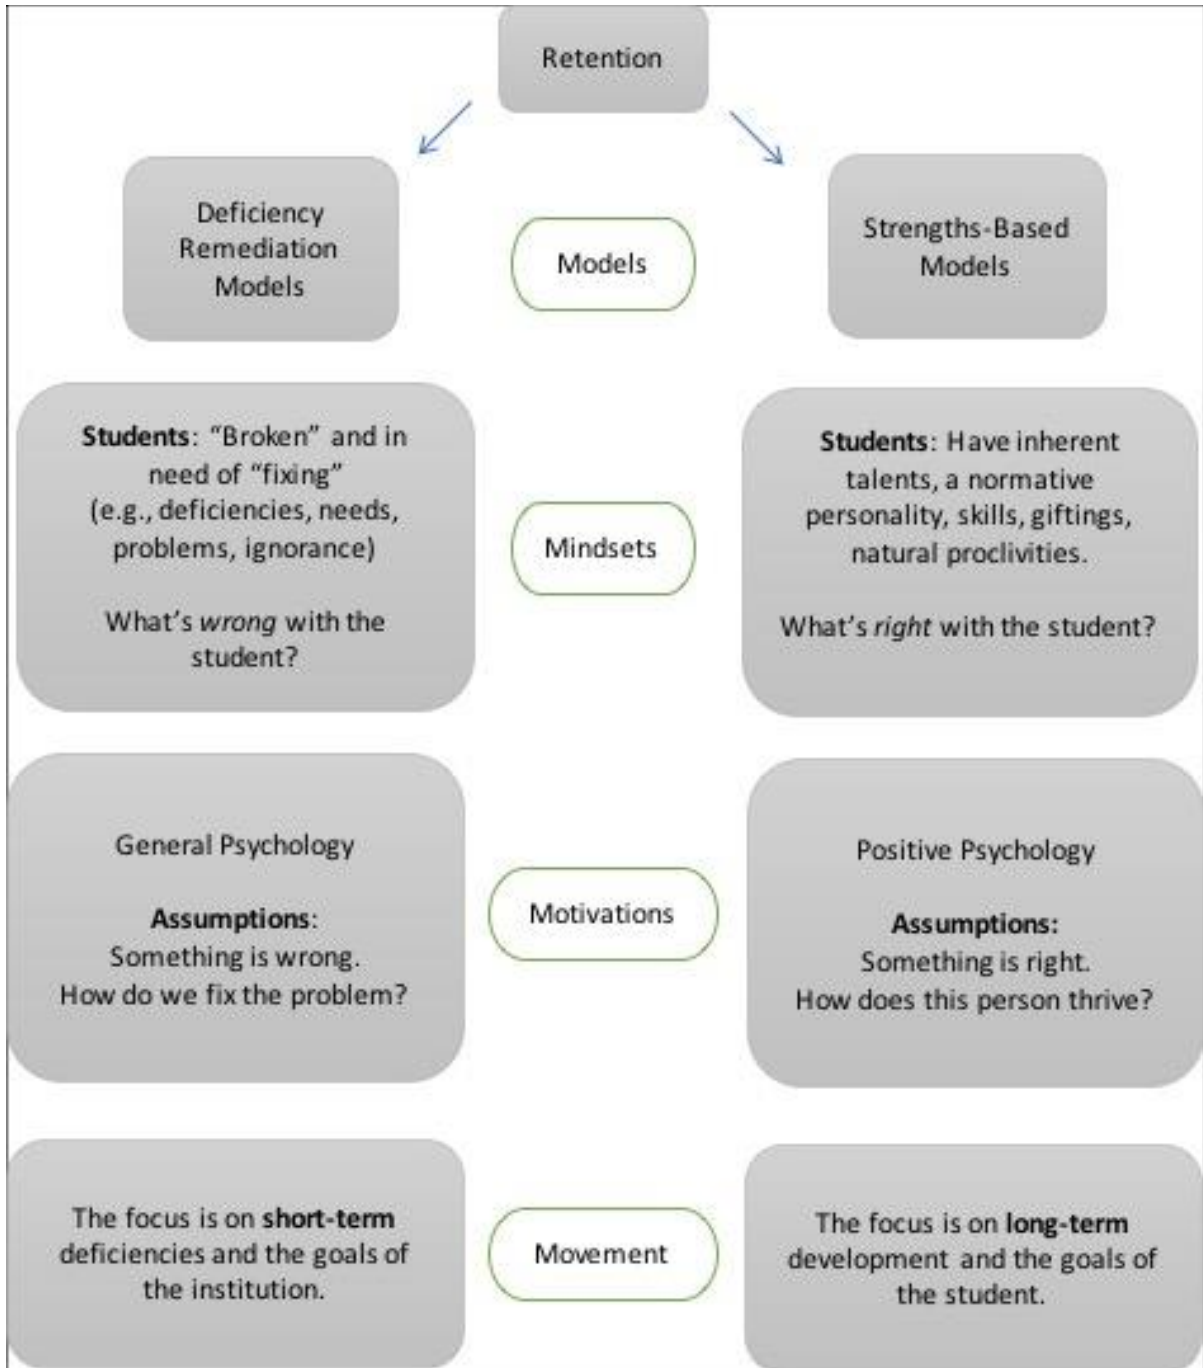 Retention
Deficiency
Remediation
Models
Models
Strengths-Based
Models
Students: “Broken” and in
need of “fixing”
(e.g., deficiencies, needs,
problems, ignorance)
What’s wrong with the
student?
Mindsets
Students: Have inherent
talents, a normative
personality, skills, giftings,
natural proclivities.
What’s right with the student?
General Psychology
Assumptions:
Something is wrong.
How do we fix the problem?
Motivations
Positive Psychology
Assumptions:
Something is right.
How does this person thrive?
The focus is on short-term
deficiencies and the goals of
the institution.
Movement
The focus is on long-term
development and the goals of
the student.